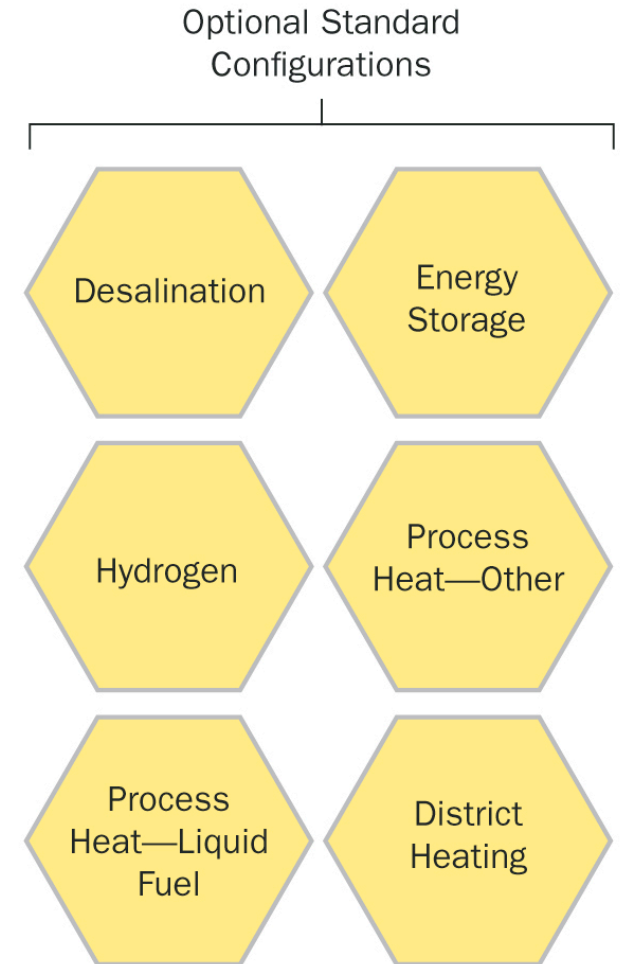 Optional Standard
Configurations
Desalination
Energy
Storage
Hydrogen
Process
Heat—Other
Process
Heat—Liquid
Fuel
District
Heating